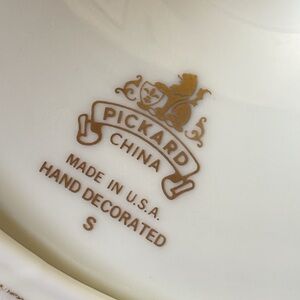 PICKARD
CHINA
MADE IN U.S.A.
HAND DECORATED
S